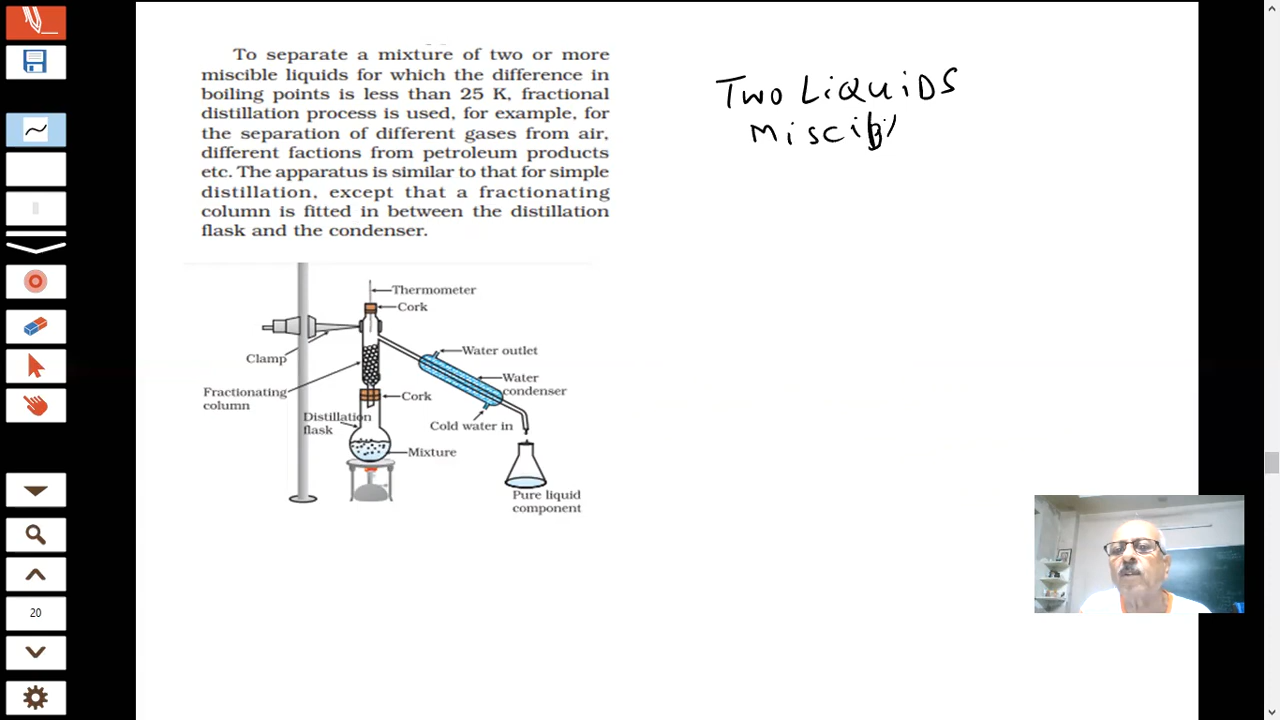 To separate a mixture of two or more
miscible liquids for which the difference in
boiling points is less than 25 K, fractional
distillation process is used, for example, for
the separation of different gases from air,
different factions from petroleum products
etc. The apparatus is similar to that for simple
distillation, except that a fractionating
column is fitted in between the distillation
flask and the condenser.
TWO LiQuiDS
Thermometer
Cork
Clamp
Water outlet
Water
condenser
Fractionating
column
Cork
Distillation
flask
Cold water in
Mixture
Pure liquid
component
20